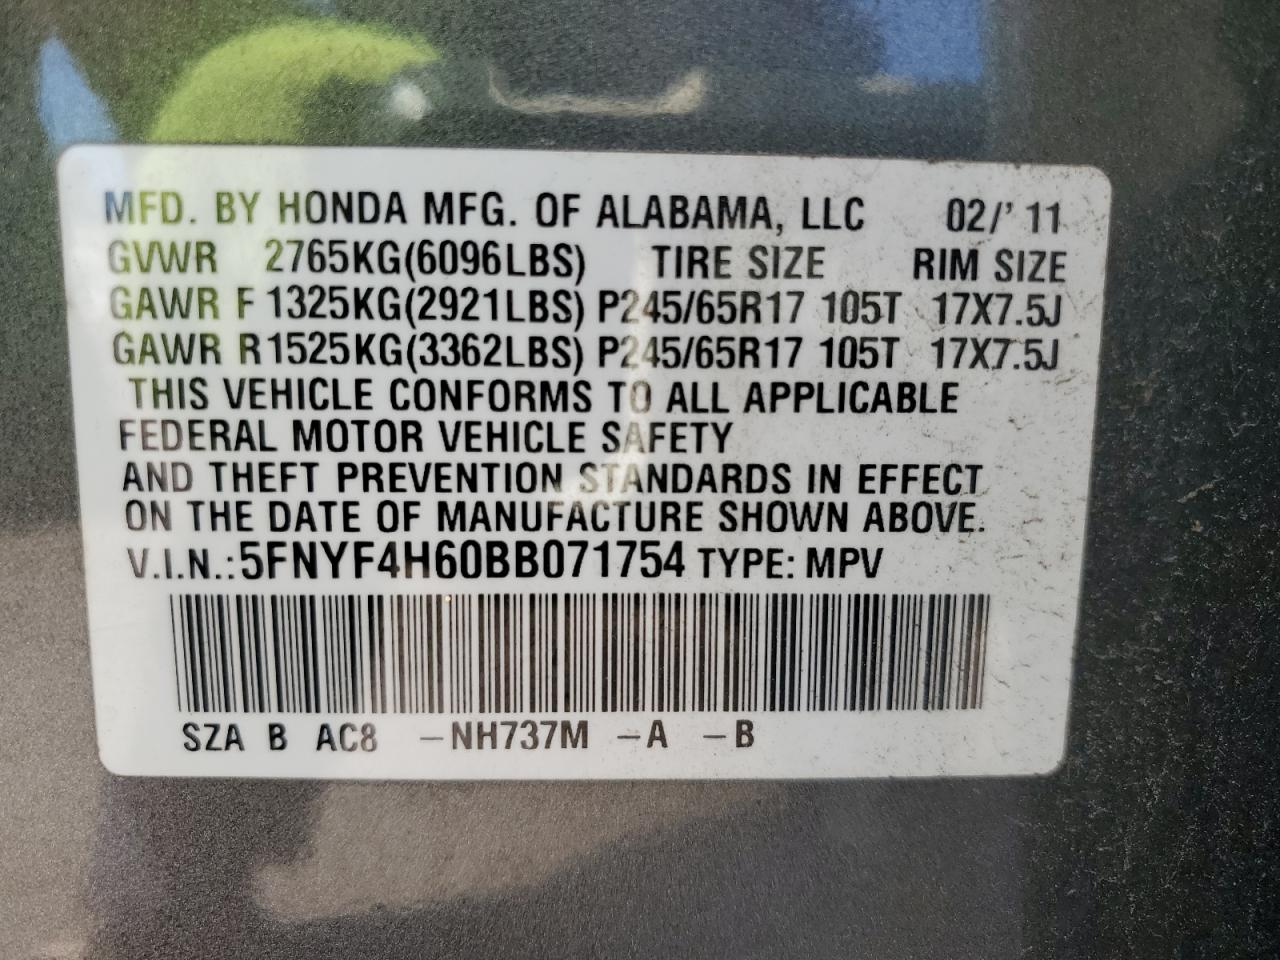 MFD. BY HONDA MFG. OF ALABAMA, LLC 02/' 11
GVWR 2765KG(6096LBS) TIRE SIZE RIM SIZE
GAWR F 1325KG(2921LBS) P245/65R17 105T 17X7.5J
GAWR R 1525KG(3362LBS) P245/65R17 105T 17X7.5J
THIS VEHICLE CONFORMS TO ALL APPLICABLE
FEDERAL MOTOR VEHICLE SAFETY
AND THEFT PREVENTION STANDARDS IN EFFECT
ON THE DATE OF MANUFACTURE SHOWN ABOVE.
V.I.N.: 5FNYF4H60BB071754 TYPE: MPV
SZA B AC8 -NH737M -A -B